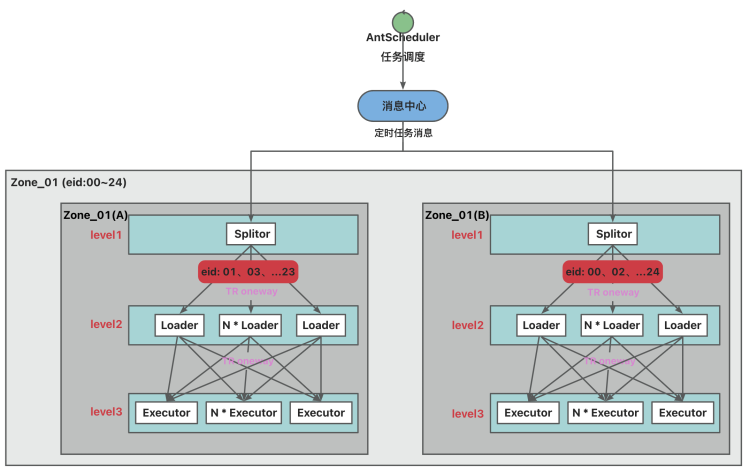 AntScheduler
任务调度
消息中心
定时任务消息
Zone_01 (eid:00~24)
Zone_01(A)
level1
Splitor
eid: 01、03、...23
TR oneway
level2
Loader
N * Loader
Loader
TR oneway
level3
Executor
N * Executor
Executor
Zone_01(B)
level1
Splitor
eid: 00、02、...24
TR oneway
level2
Loader
N * Loader
Loader
TR oneway
level3
Executor
N * Executor
Executor